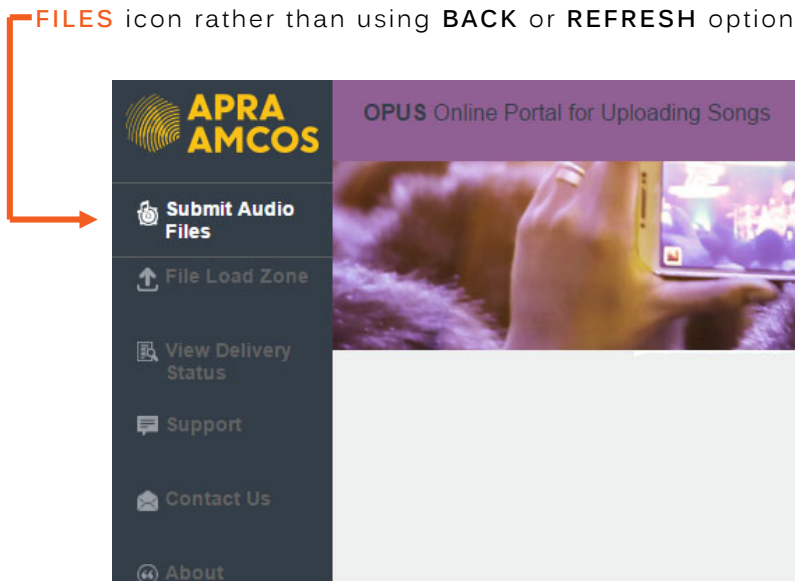 FILES icon rather than using BACK or REFRESH option
APRA
AMCOS
OPUS Online Portal for Uploading Songs
Submit Audio
Files
File Load Zone
View Delivery
Status
Support
Contact Us
About